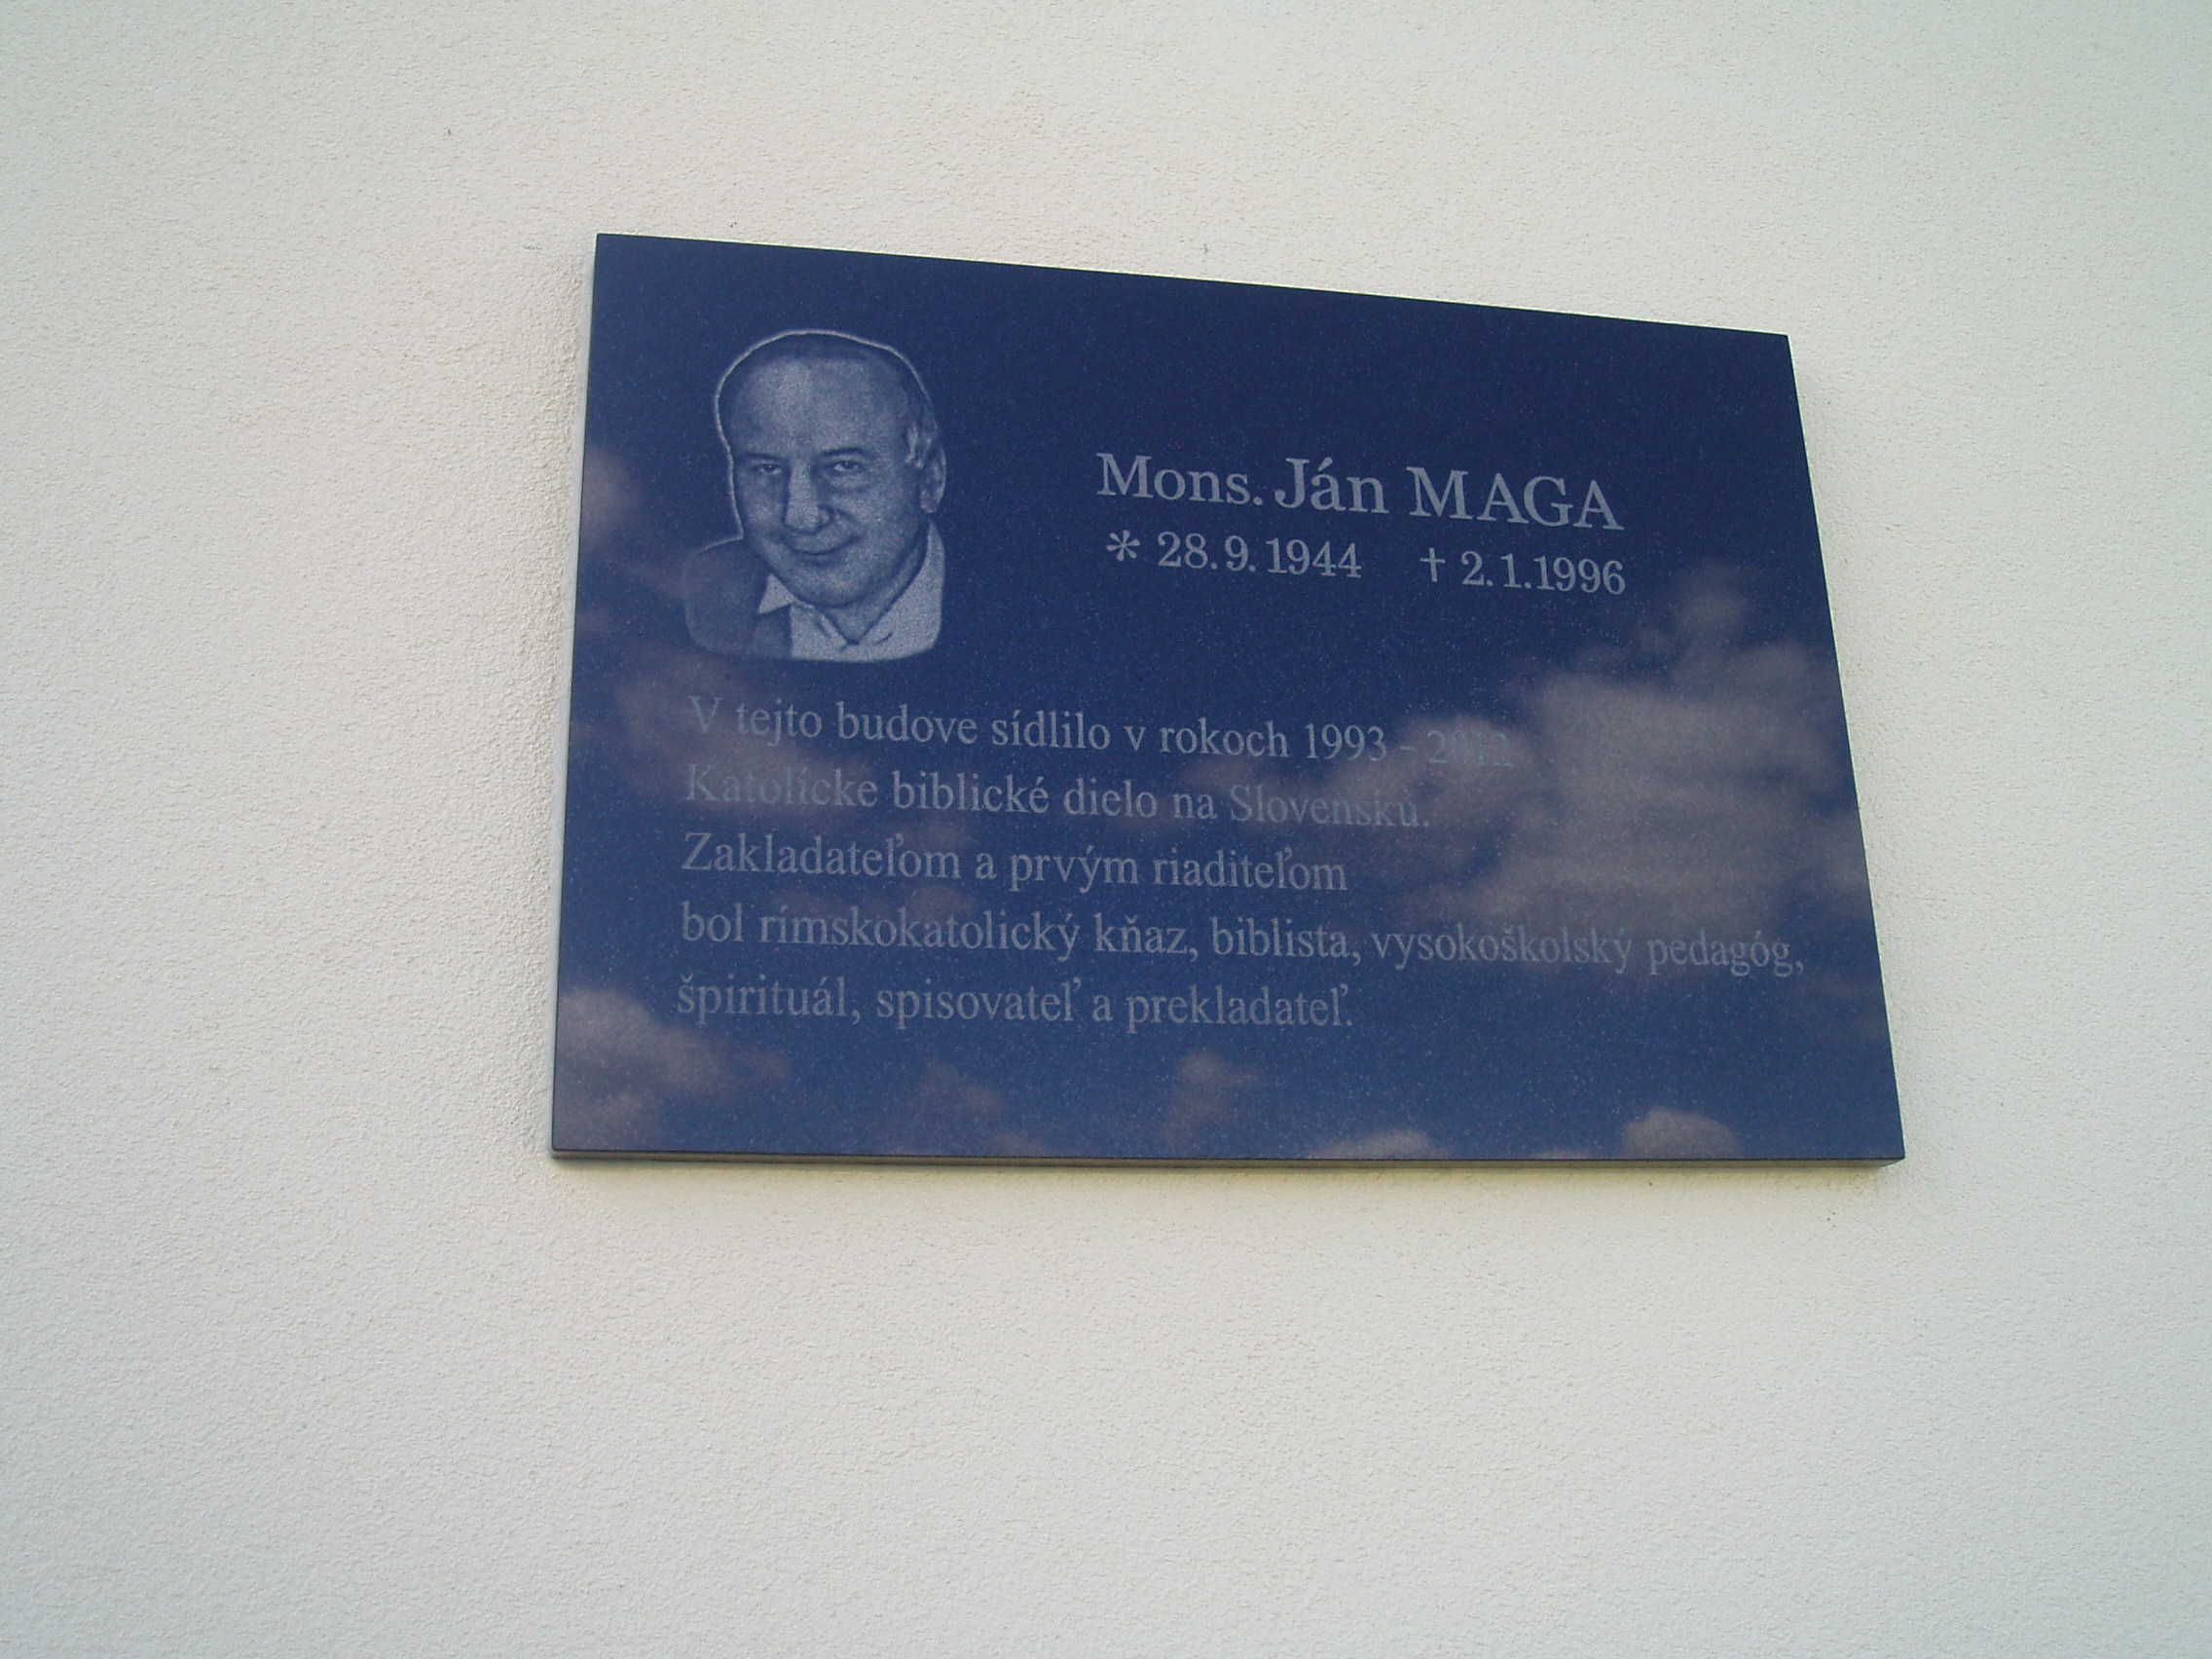 Mons. Ján MAGA
* 28.9.1944 † 2.1.1996
V tejto budove sídlilo v rokoch 1993 - 2012
Katolícke biblické dielo na Slovensku.
Zakladateľom a prvým riaditeľom
bol rímskokatolícky kňaz, biblista, vysokoškolský pedagóg,
špirituál, spisovateľ a prekladateľ.